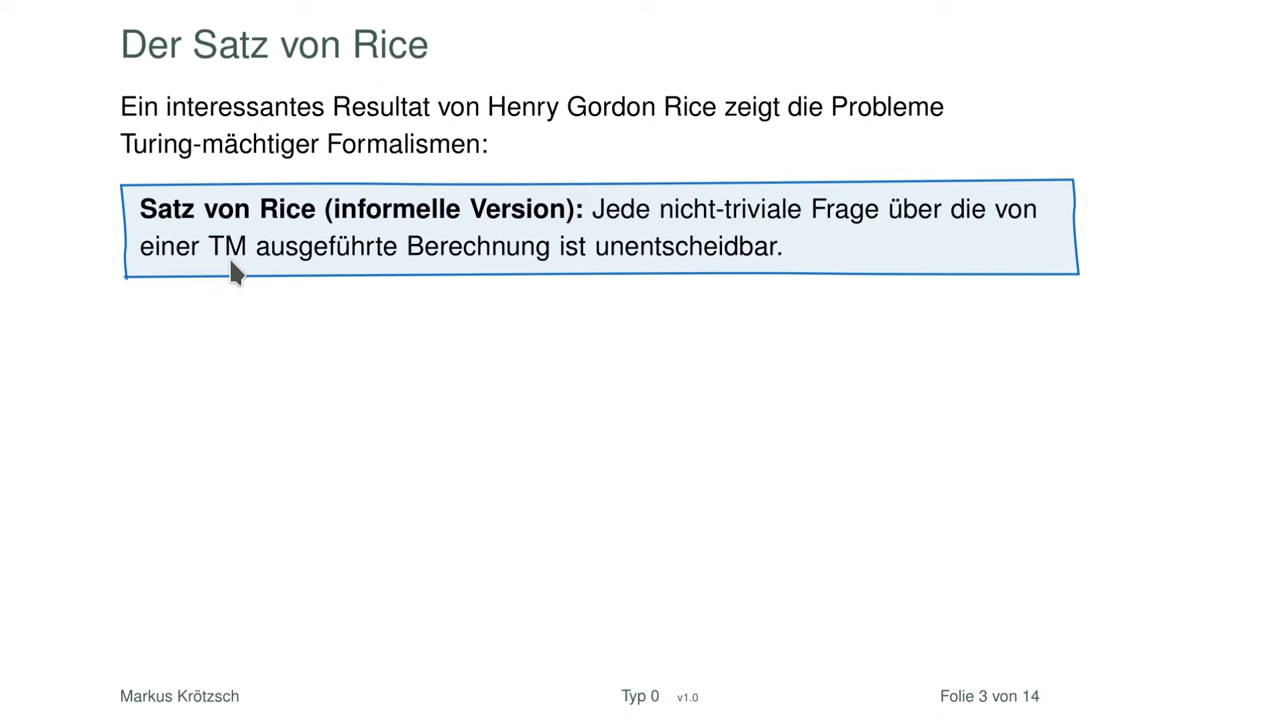 Der Satz von Rice
Ein interessantes Resultat von Henry Gordon Rice zeigt die Probleme
Turing-mächtiger Formalismen:
Satz von Rice (informelle Version): Jede nicht-triviale Frage über die von
einer TM ausgeführte Berechnung ist unentscheidbar.
Markus Krötzsch Typ 0 v1.0 Folie 3 von 14